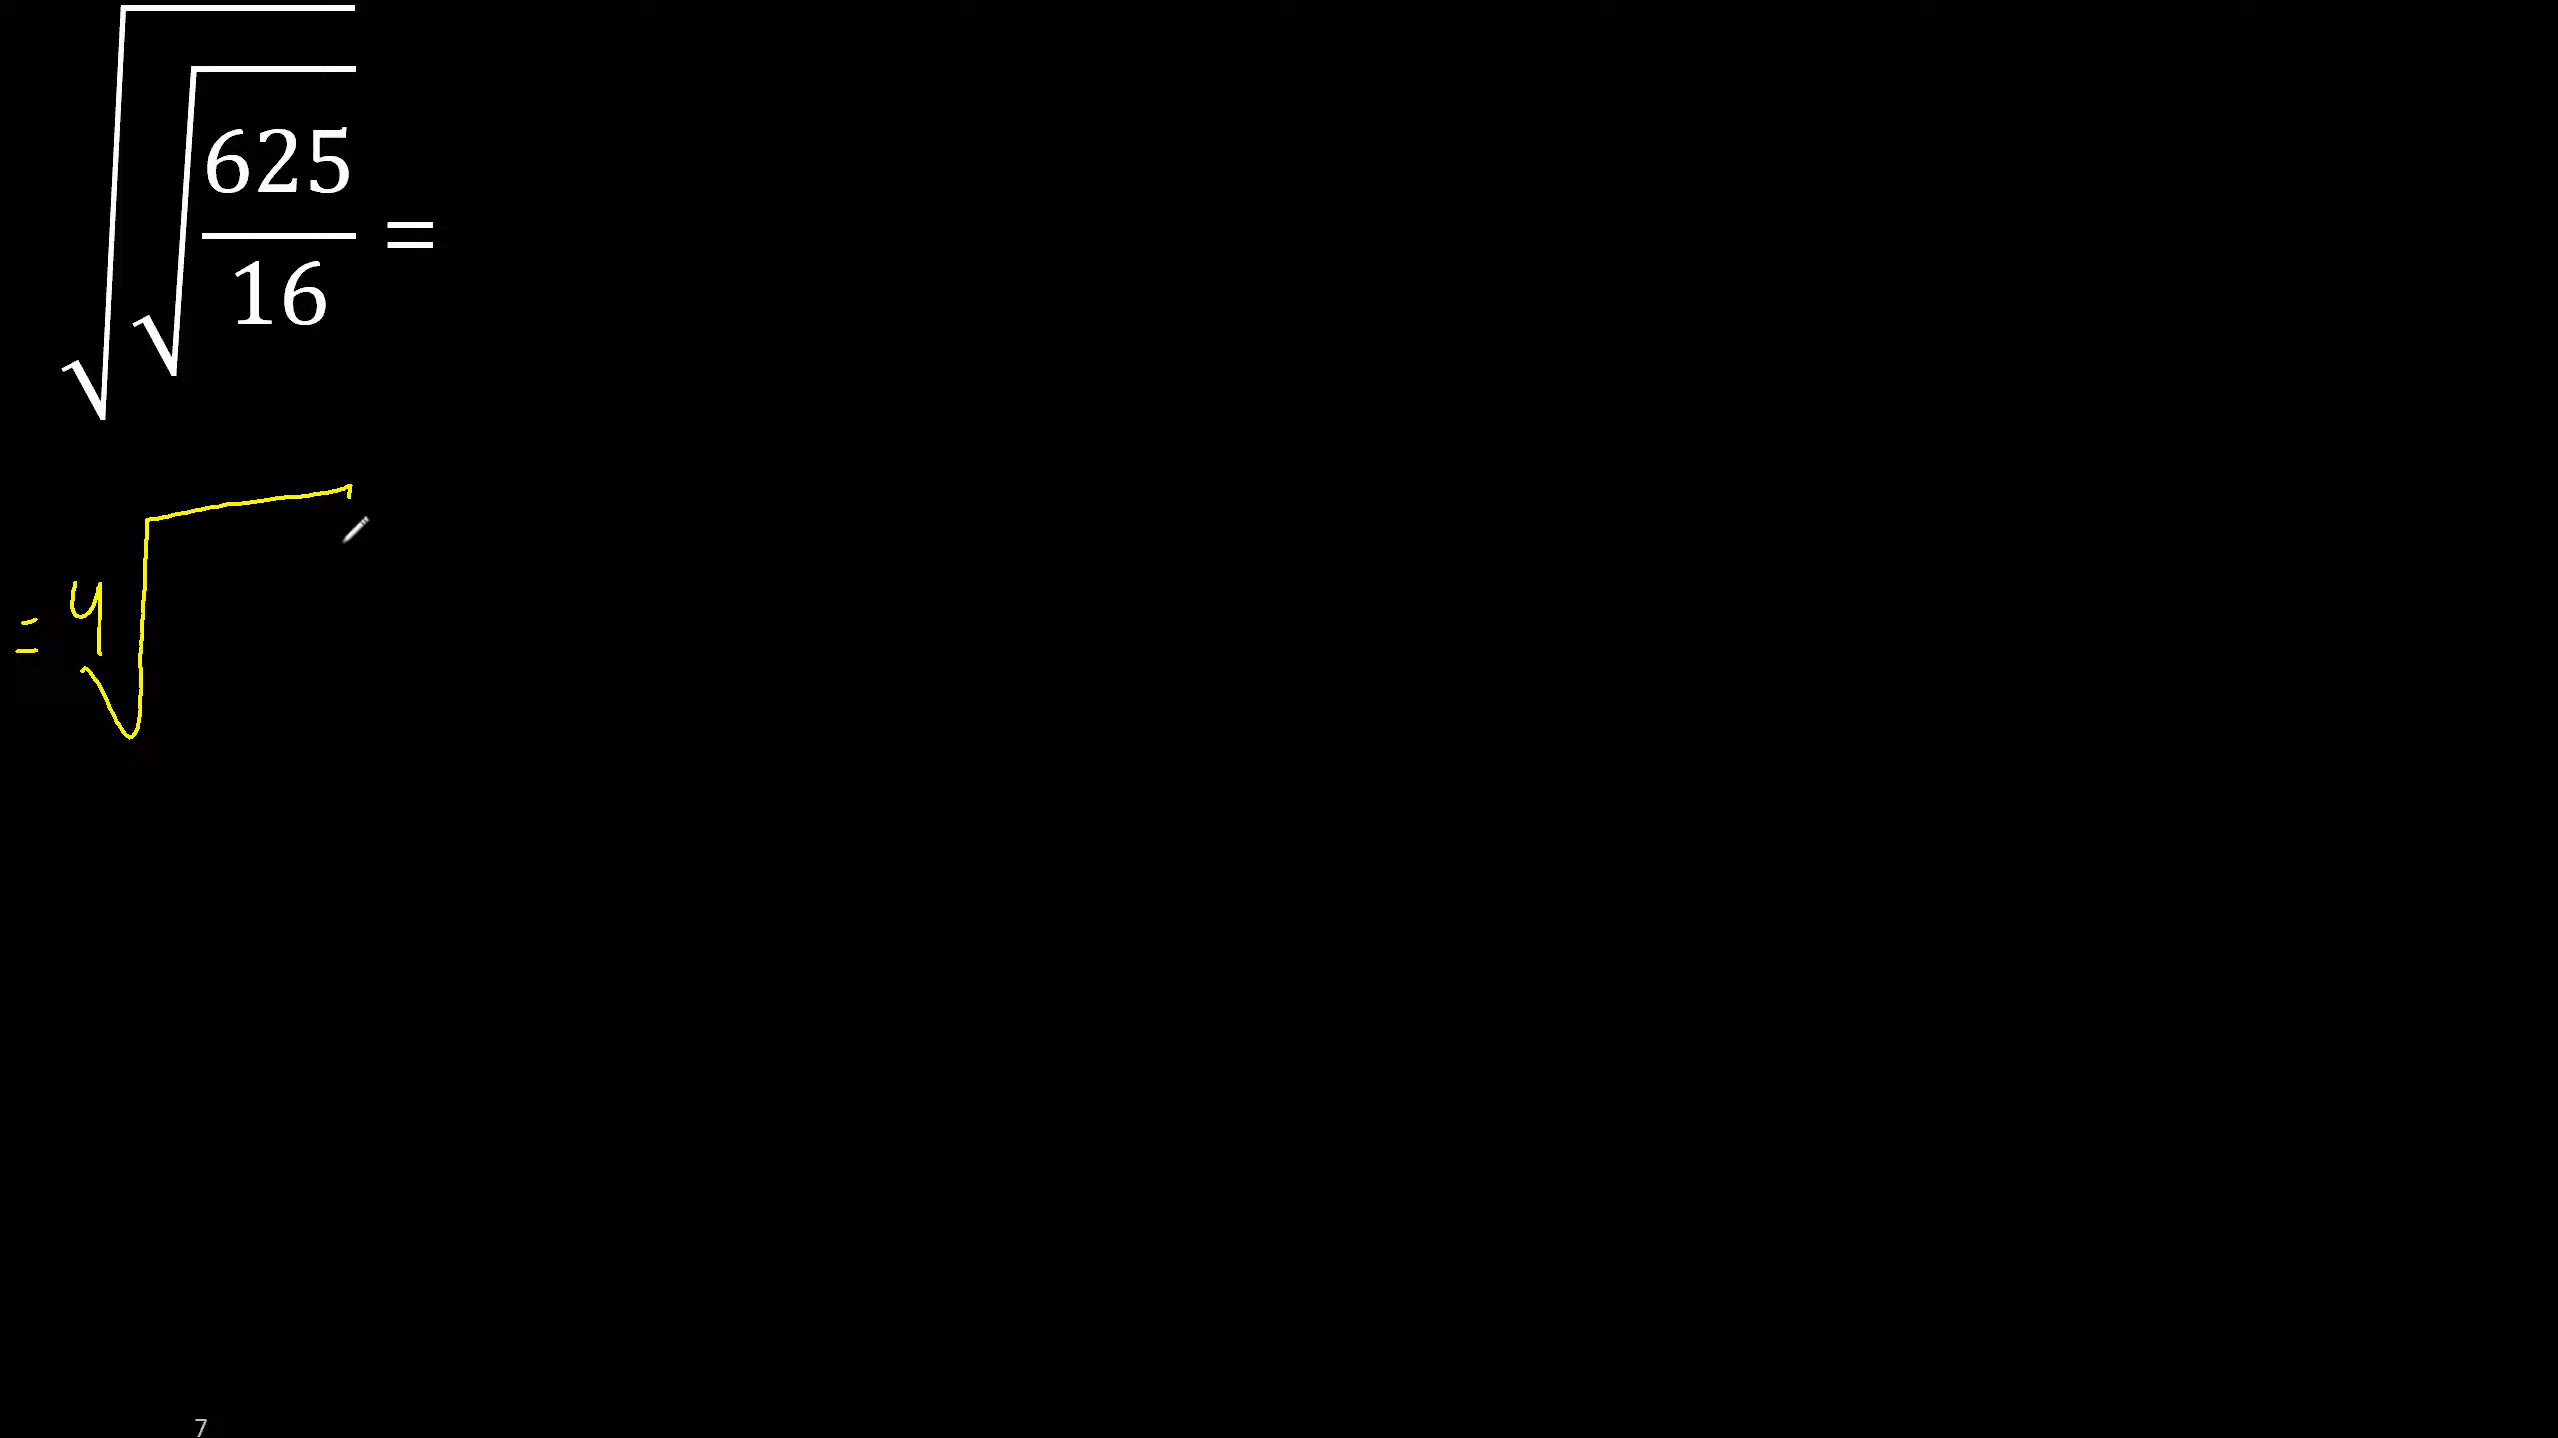 √√625/16 =
= 4√
7